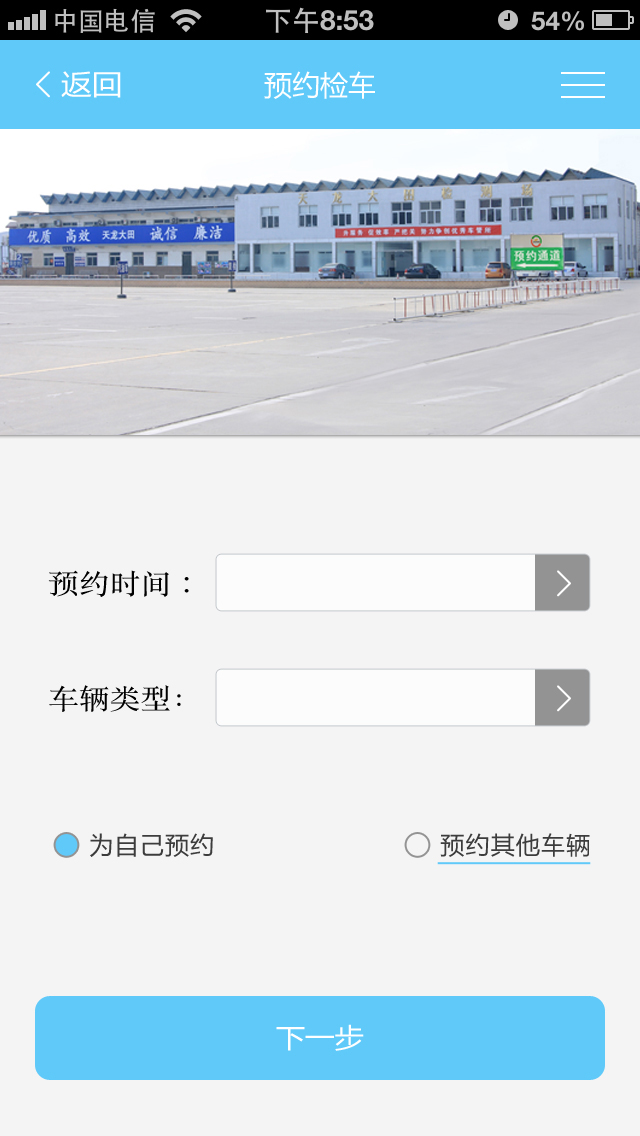 中国电信 下午8:53 54%
返回 预约检车
优质 高效 天龙大田 诚信 廉洁
预约通道
预约时间：
车辆类型：
为自己预约 预约其他车辆
下一步